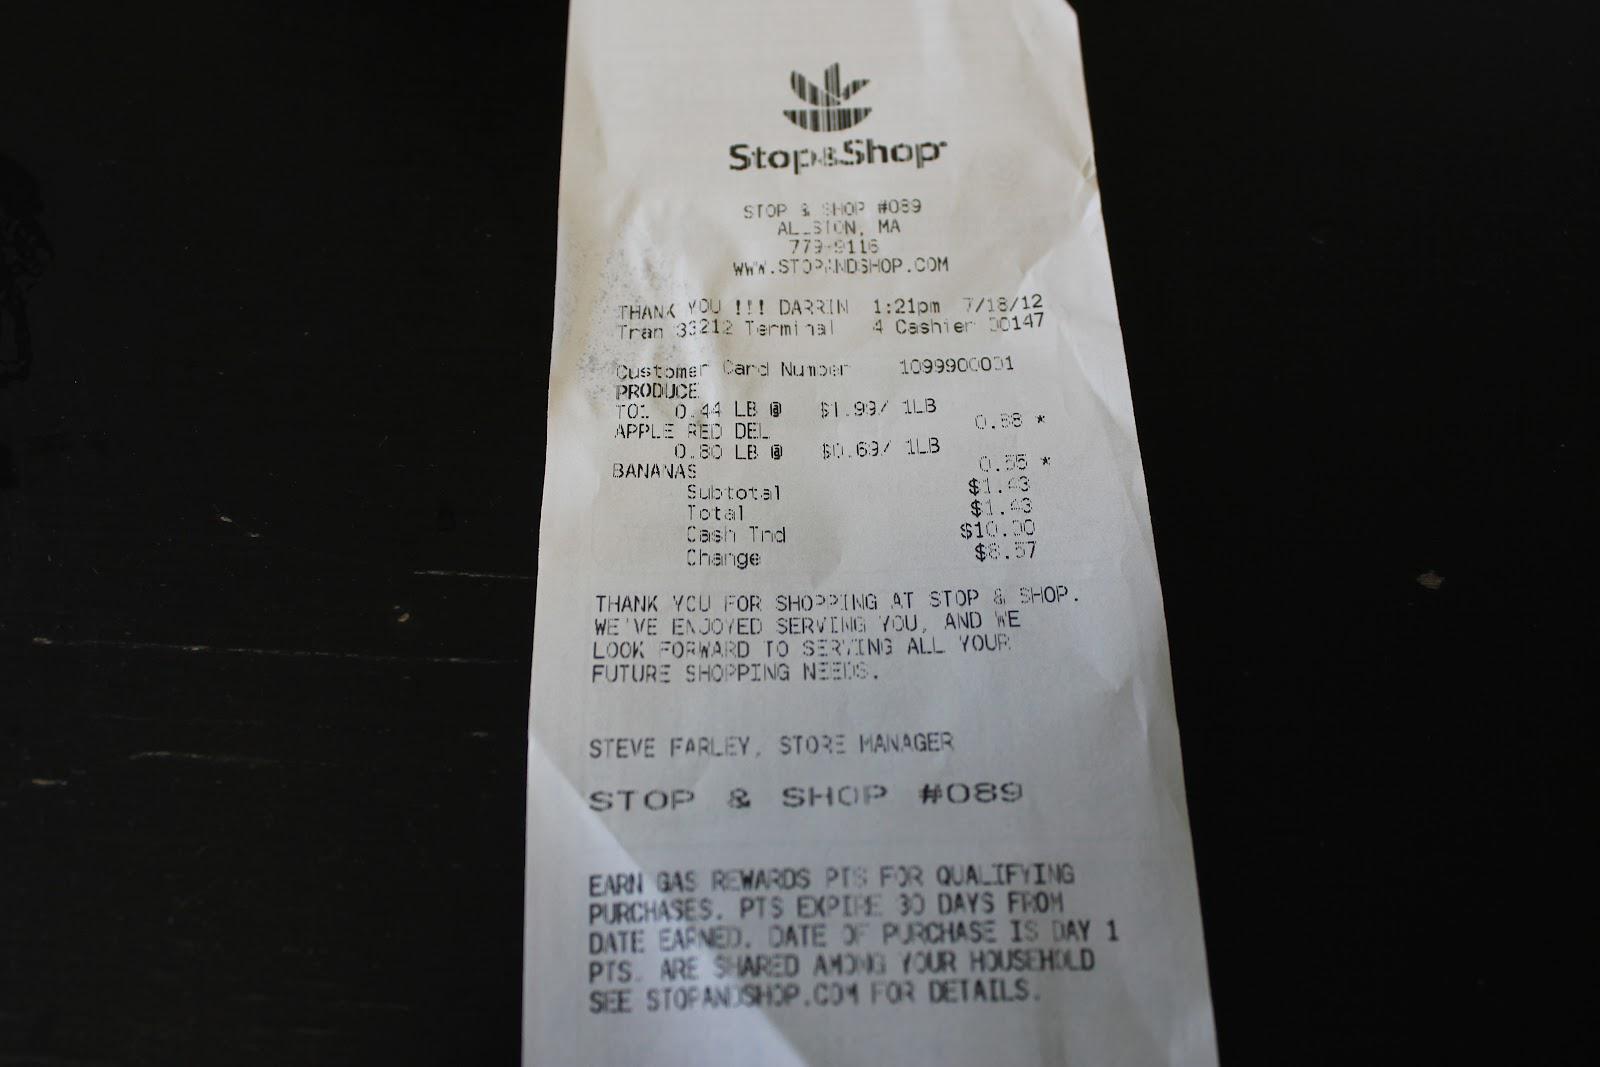 Stop&Shop
STOP & SHOP #089
ALLSTON, MA
779-9116
WWW.STOPANDSHOP.COM
THANK YOU !!! DARRIN 1:21pm 7/18/12
Tran 33212 Terminal 4 Cashier 00147
Customer Card Number 1099900001
PRODUCE
0.44 LB @ $1.99/ 1LB
APPLE RED DEL 0.88 *
0.80 LB @ $0.69/ 1LB
BANANAS 0.55 *
Subtotal $1.43
Total $1.43
Cash Tnd $10.00
Change $8.57
THANK YOU FOR SHOPPING AT STOP & SHOP.
WE'VE ENJOYED SERVING YOU, AND WE
LOOK FORWARD TO SERVING ALL YOUR
FUTURE SHOPPING NEEDS.
STEVE FARLEY, STORE MANAGER
STOP & SHOP #089
EARN GAS REWARDS PTS FOR QUALIFYING
PURCHASES. PTS EXPIRE 30 DAYS FROM
DATE EARNED. DATE OF PURCHASE IS DAY 1
PTS. ARE SHARED AMONG YOUR HOUSEHOLD
SEE STOPANDSHOP.COM FOR DETAILS.